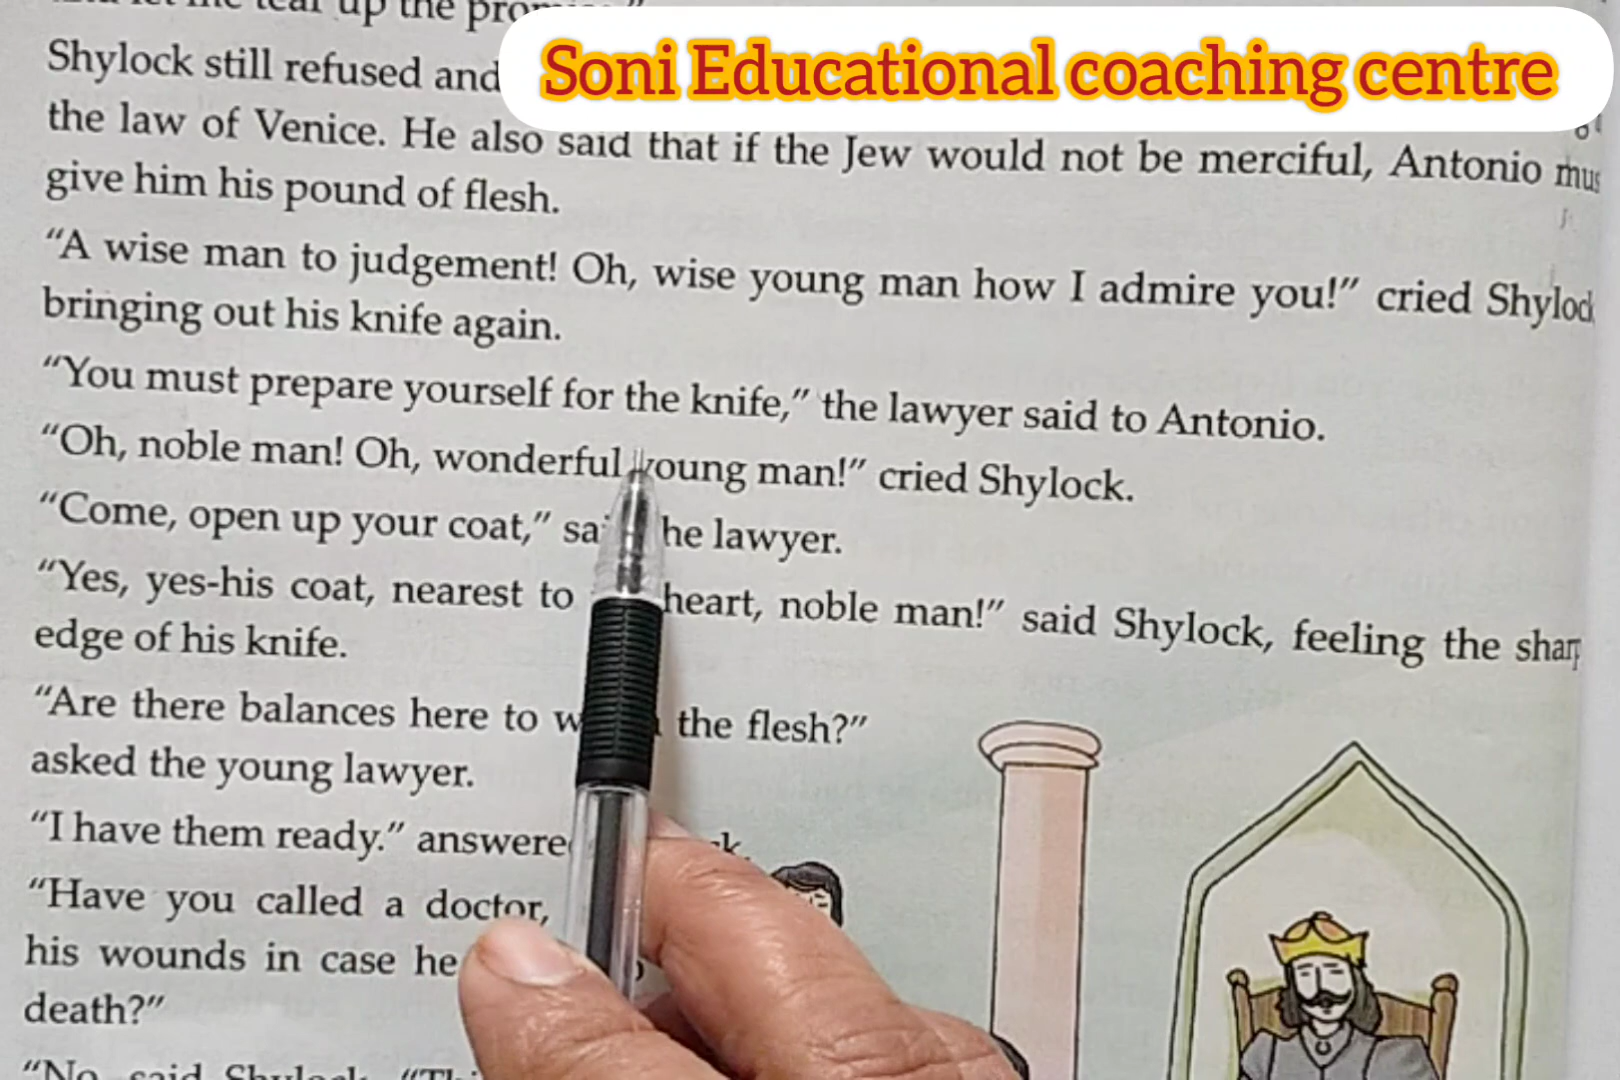 up the
Soni Educational coaching centre
Shylock still refused and
the law of Venice. He also said that if the Jew would not be merciful, Antonio
give him his pound of flesh.
"A wise man to judgement! Oh, wise young man how I admire you!" cried
bringing out his knife again.
"You must prepare yourself for the knife," the lawyer said to Antonio.
"Oh, noble man! Oh, wonderful young man!" cried Shylock.
"Come, open up your coat," lawyer.
"Yes, yes-his coat, nearest to heart, noble man!" said Shylock, feeling the
edge of his knife.
"Are there balances here to the flesh?"
asked the young lawyer.
"I have them ready."
"Have you called a doctor,
his wounds in case he
death?"
"No, said Shylock.